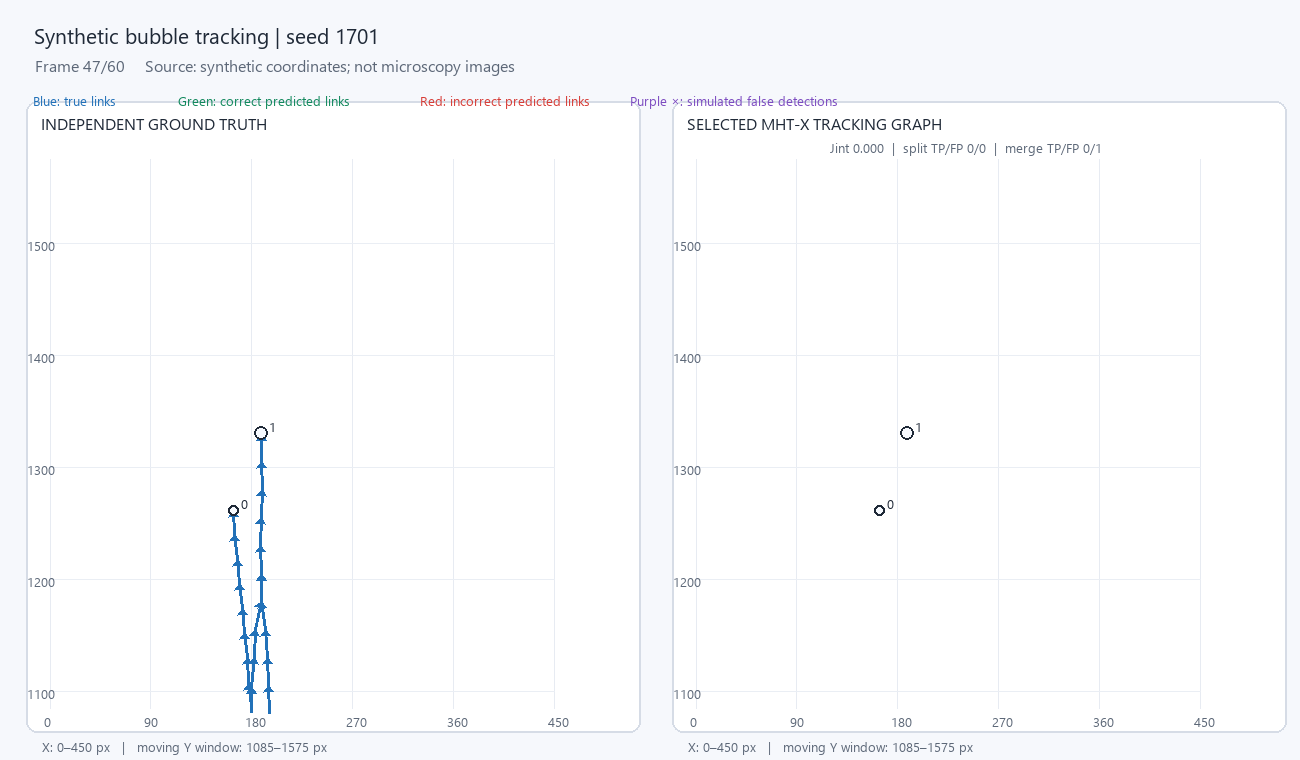 Synthetic bubble tracking | seed 1701
Frame 47/60 Source: synthetic coordinates; not microscopy images
Blue: true links Green: correct predicted links Red: incorrect predicted links Purple ×: simulated false detections
INDEPENDENT GROUND TRUTH
1500
1400
1300
1200
1100
1
0
0 90 180 270 360 450
X: 0–450 px | moving Y window: 1085–1575 px
SELECTED MHT-X TRACKING GRAPH
Jint 0.000 | split TP/FP 0/0 | merge TP/FP 0/1
1500
1400
1300
1200
1100
1
0
0 90 180 270 360 450
X: 0–450 px | moving Y window: 1085–1575 px